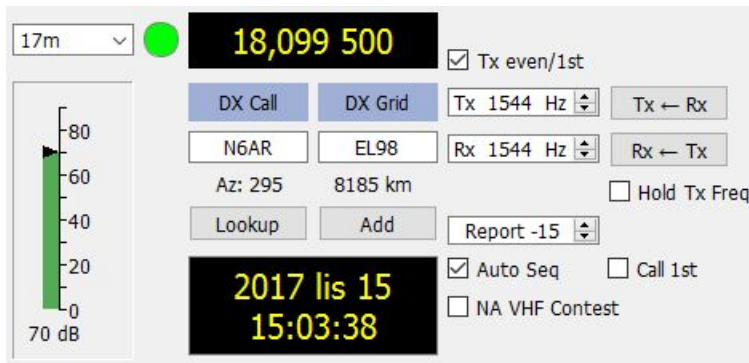 17m
18,099 500
Tx even/1st
DX Call DX Grid Tx 1544 Hz Tx ← Rx
N6AR EL98 Rx 1544 Hz Rx ← Tx
Az: 295 8185 km
Hold Tx Freq
Lookup Add Report -15
Auto Seq Call 1st
NA VHF Contest
2017 lis 15
15:03:38
80
60
40
20
0
70 dB